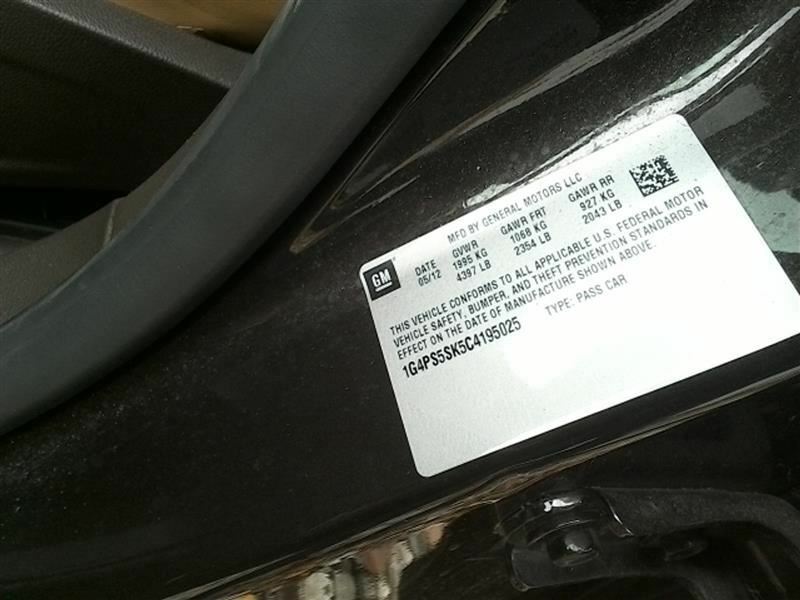 GM
MFD BY GENERAL MOTORS LLC
DATE GVWR GAWR FRT GAWR RR
05/12 1995 KG 1068 KG 927 KG
4397 LB 2354 LB 2043 LB
THIS VEHICLE CONFORMS TO ALL APPLICABLE U.S. FEDERAL MOTOR
VEHICLE SAFETY, BUMPER, AND THEFT PREVENTION STANDARDS IN
EFFECT ON THE DATE OF MANUFACTURE SHOWN ABOVE.
1G4PS5SK5C4195025 TYPE: PASS CAR